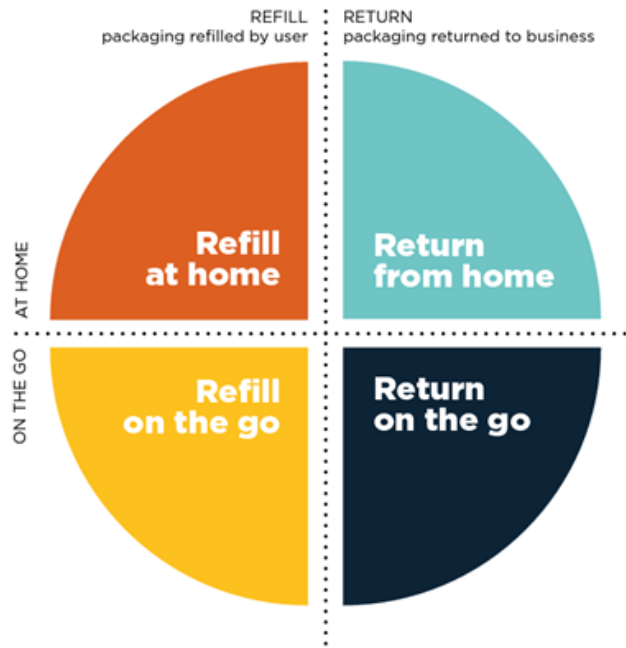 REFILL
packaging refilled by user
RETURN
packaging returned to business
AT HOME
Refill
at home
Return
from home
ON THE GO
Refill
on the go
Return
on the go